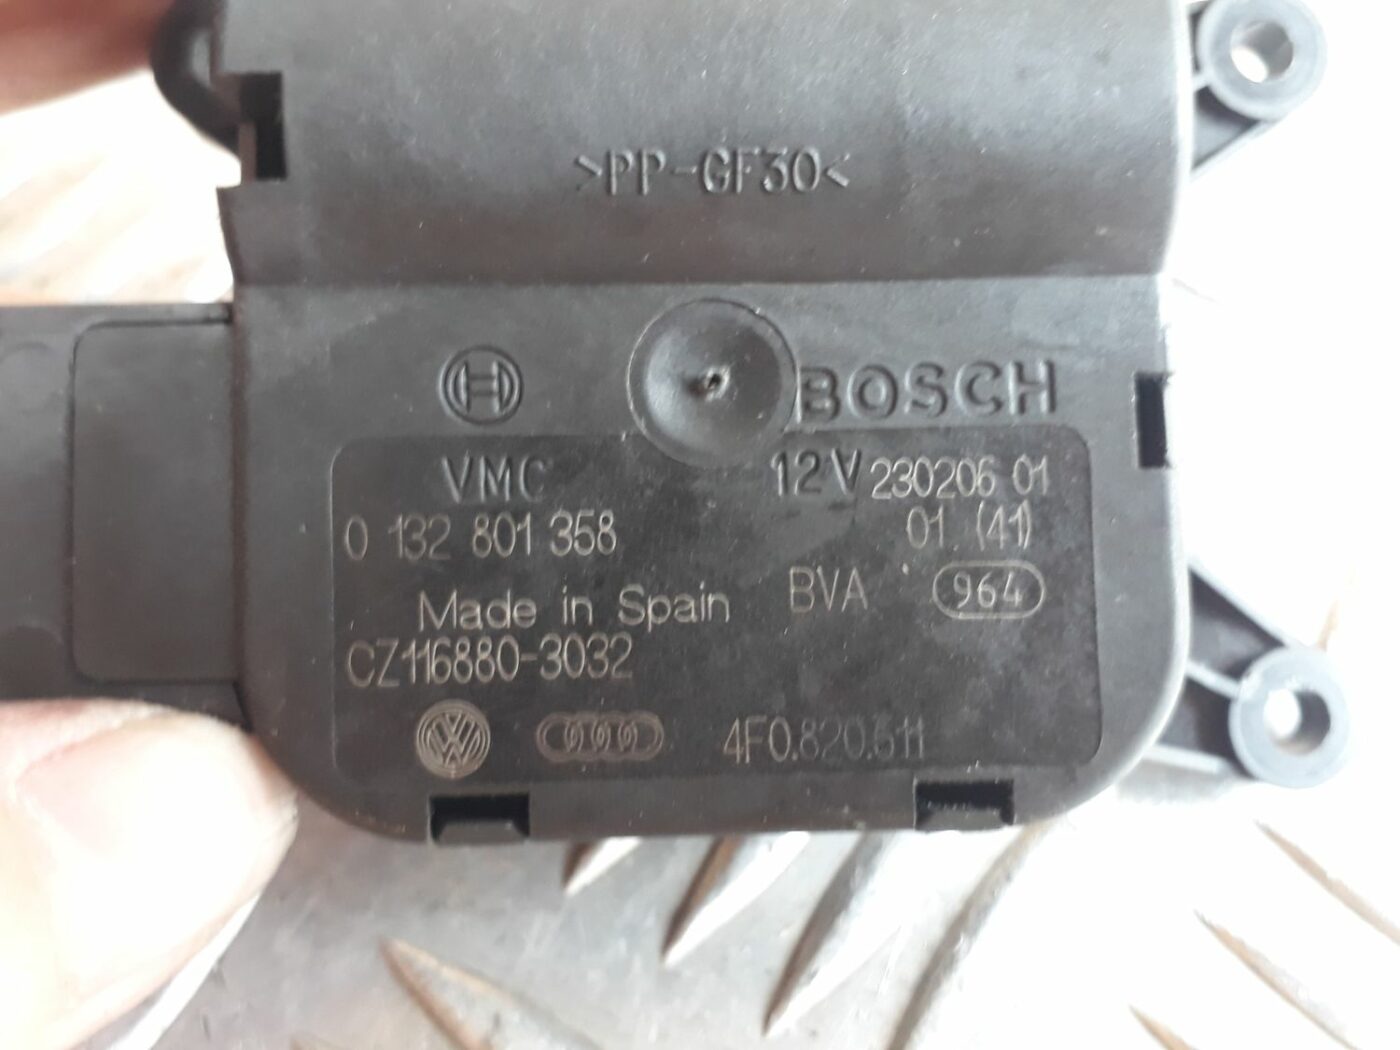 >PP-GF30<
BOSCH
VMC 12V 230206 01
0 132 801 358 01 (41)
Made in Spain BVA 964
CZ116880-3032
4F0.820.511